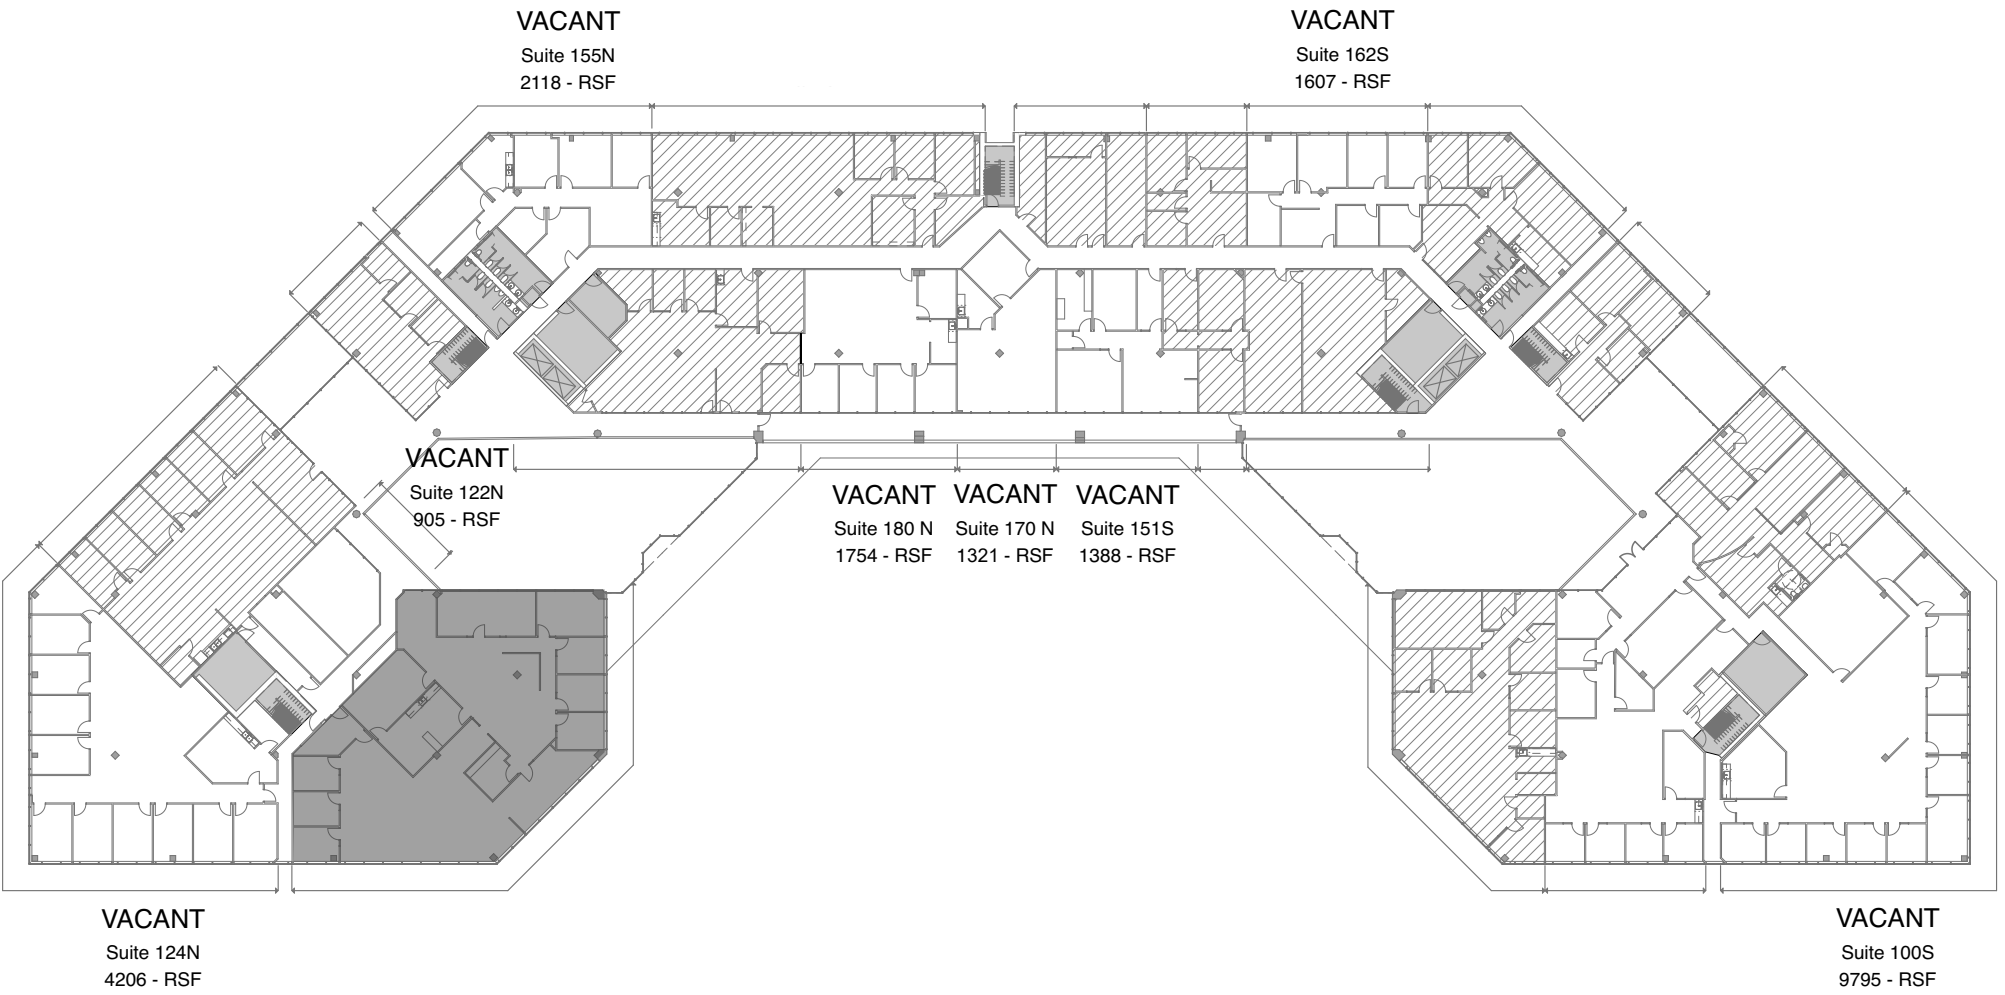 VACANT
Suite 155N
2118 - RSF
VACANT
Suite 162S
1607 - RSF
VACANT
Suite 122N
905 - RSF
VACANT
Suite 180 N
1754 - RSF
VACANT
Suite 170 N
1321 - RSF
VACANT
Suite 151S
1388 - RSF
VACANT
Suite 124N
4206 - RSF
VACANT
Suite 100S
9795 - RSF